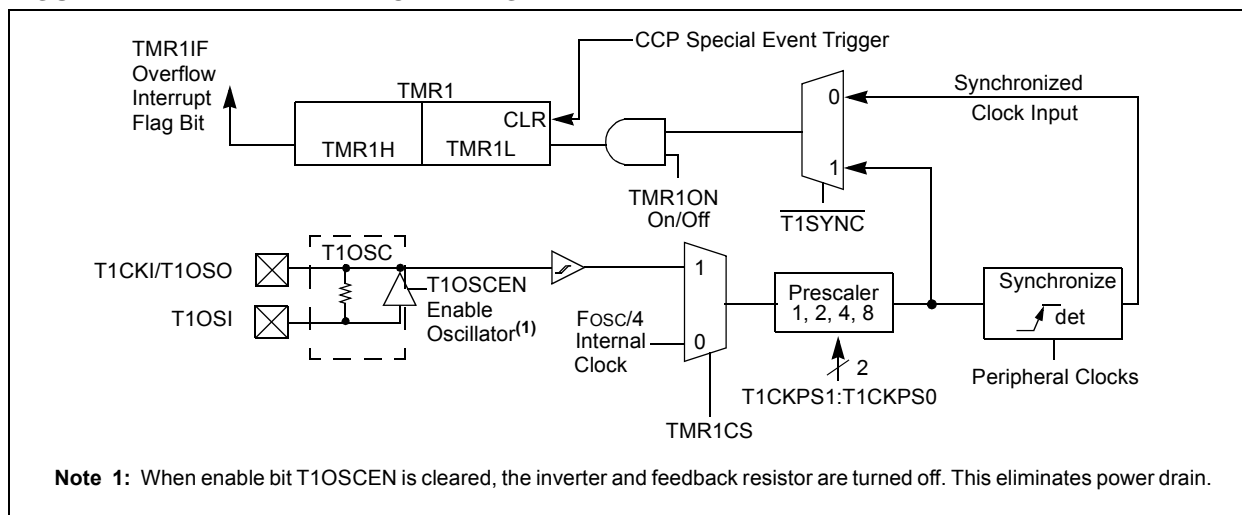 TMR1IF
Overflow
Interrupt
Flag Bit
TMR1
CCP Special Event Trigger
CLR
TMR1H
TMR1L
TMR1ON
On/Off
0
1
T1SYNC
Synchronized
Clock Input
T1CKI/T1OSO
T1OSI
T1OSC
T1OSCEN
Enable
Oscillator(1)
FOSC/4
Internal
Clock
1
0
TMR1CS
Prescaler
1, 2, 4, 8
2
T1CKPS1:T1CKPS0
Synchronize
det
Peripheral Clocks
Note 1: When enable bit T1OSCEN is cleared, the inverter and feedback resistor are turned off. This eliminates power drain.